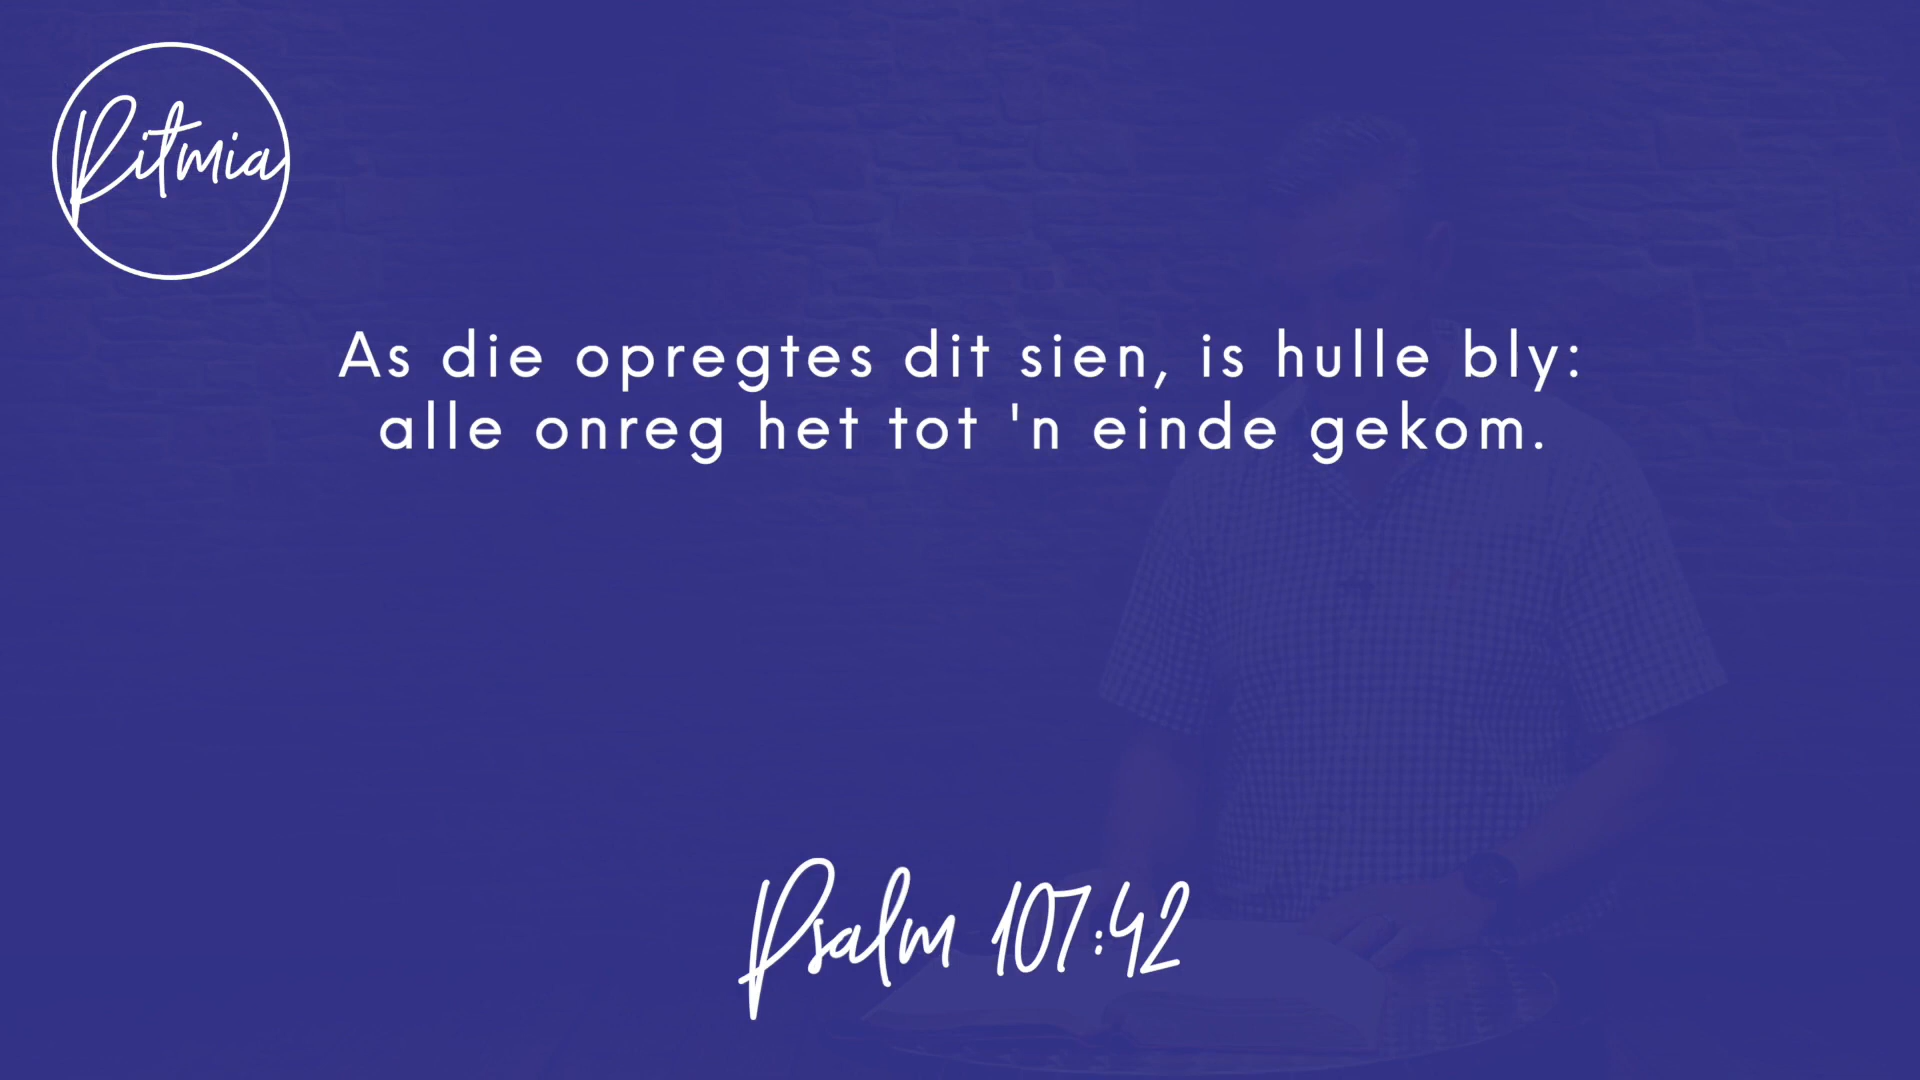 Ritmia
As die opregtes dit sien, is hulle bly:
alle onreg het tot 'n einde gekom.
Psalm 107:42